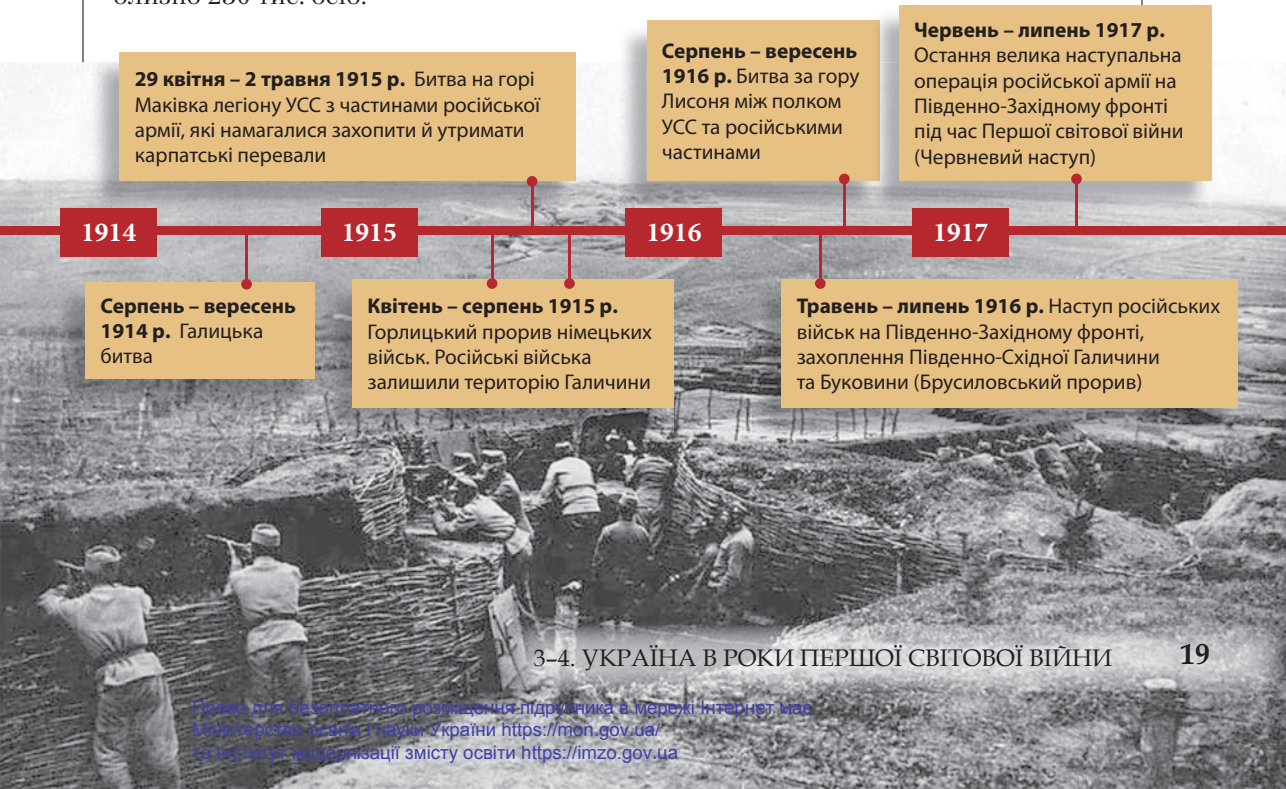 близно 250 тис. осіб.
29 квітня – 2 травня 1915 р. Битва на горі
Маківка легіону УСС з частинами російської
армії, які намагалися захопити й утримати
карпатські перевали
Серпень – вересень
1916 р. Битва за гору
Лисоня між полком
УСС та російськими
частинами
Червень – липень 1917 р.
Остання велика наступальна
операція російської армії на
Південно-Західному фронті
під час Першої світової війни
(Червневий наступ)
1914
1915
1916
1917
Серпень – вересень
1914 р. Галицька
битва
Квітень – серпень 1915 р.
Горлицький прорив німецьких
військ. Російські війська
залишили територію Галичини
Травень – липень 1916 р. Наступ російських
військ на Південно-Західному фронті,
захоплення Південно-Східної Галичини
та Буковини (Брусиловський прорив)
3–4. УКРАЇНА В РОКИ ПЕРШОЇ СВІТОВОЇ ВІЙНИ 19
Право для безоплатного розміщення підручника в мережі Інтернет має
Міністерство освіти і науки України https://mon.gov.ua/
та Інститут модернізації змісту освіти https://imzo.gov.ua